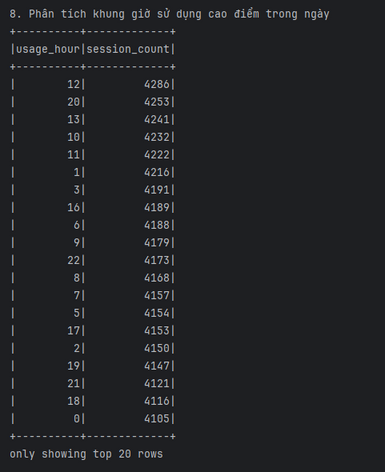 8. Phân tích khung giờ sử dụng cao điểm trong ngày
+----------+-------------+
|usage_hour|session_count|
+----------+-------------+
|        12|         4286|
|        20|         4253|
|        13|         4241|
|        10|         4232|
|        11|         4222|
|         1|         4216|
|         3|         4191|
|        16|         4189|
|         6|         4188|
|         9|         4179|
|        22|         4173|
|         8|         4168|
|         7|         4157|
|         5|         4154|
|        17|         4153|
|         2|         4150|
|        19|         4147|
|        21|         4121|
|        18|         4116|
|         0|         4105|
+----------+-------------+
only showing top 20 rows